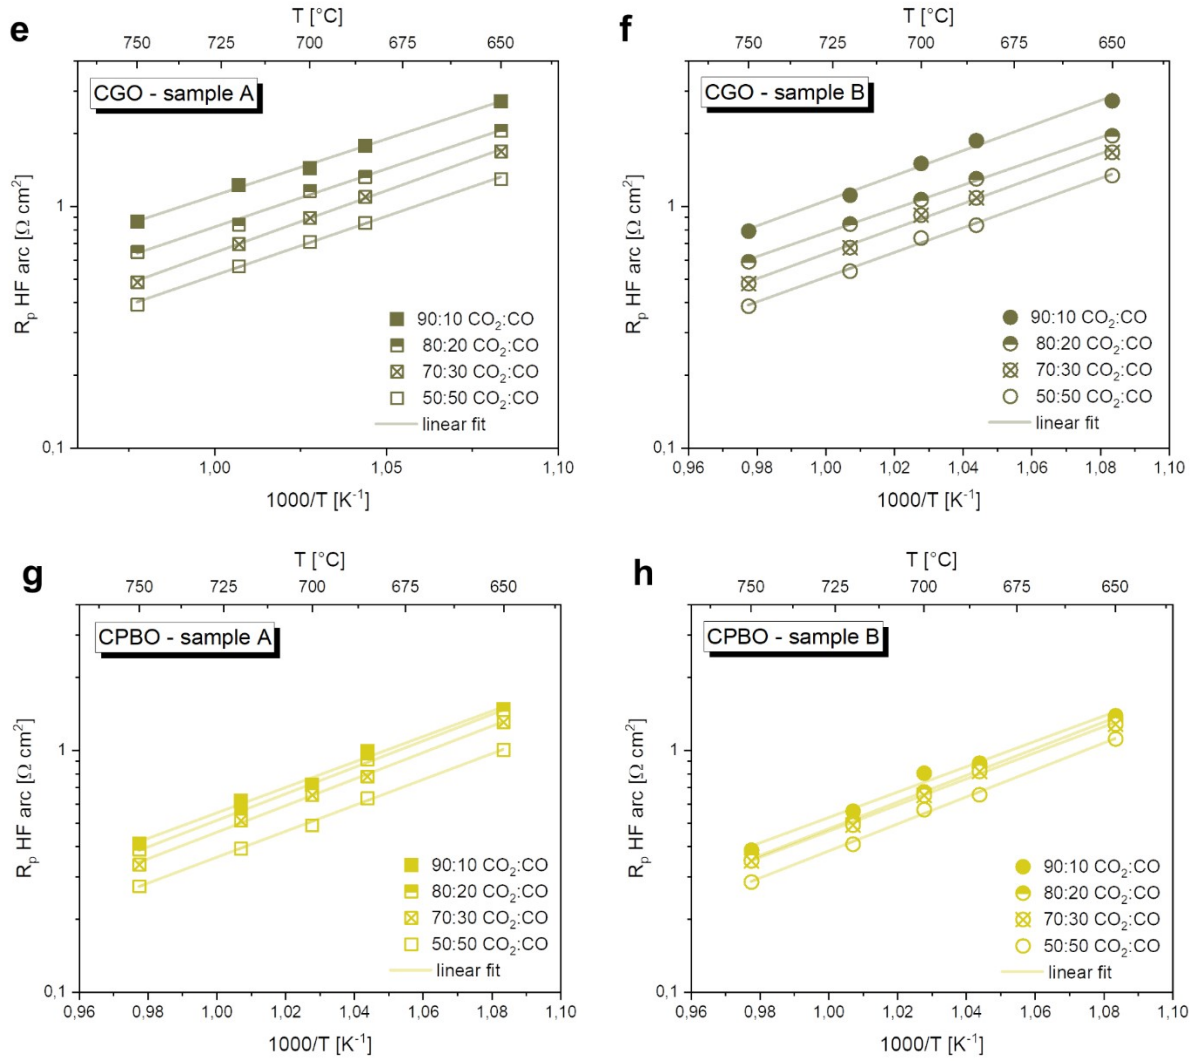 e
T [°C]
750 725 700 675 650
CGO - sample A
R_p HF arc [Ω cm²]
1
0,1
90:10 CO₂:CO
80:20 CO₂:CO
70:30 CO₂:CO
50:50 CO₂:CO
linear fit
1,00 1,05 1,10
1000/T [K⁻¹]
f
T [°C]
750 725 700 675 650
CGO - sample B
R_p HF arc [Ω cm²]
1
0,1
90:10 CO₂:CO
80:20 CO₂:CO
70:30 CO₂:CO
50:50 CO₂:CO
linear fit
0,96 0,98 1,00 1,02 1,04 1,06 1,08 1,10
1000/T [K⁻¹]
g
T [°C]
750 725 700 675 650
CPBO - sample A
R_p HF arc [Ω cm²]
1
0,1
90:10 CO₂:CO
80:20 CO₂:CO
70:30 CO₂:CO
50:50 CO₂:CO
linear fit
0,96 0,98 1,00 1,02 1,04 1,06 1,08 1,10
1000/T [K⁻¹]
h
T [°C]
750 725 700 675 650
CPBO - sample B
R_p HF arc [Ω cm²]
1
0,1
90:10 CO₂:CO
80:20 CO₂:CO
70:30 CO₂:CO
50:50 CO₂:CO
linear fit
0,96 0,98 1,00 1,02 1,04 1,06 1,08 1,10
1000/T [K⁻¹]